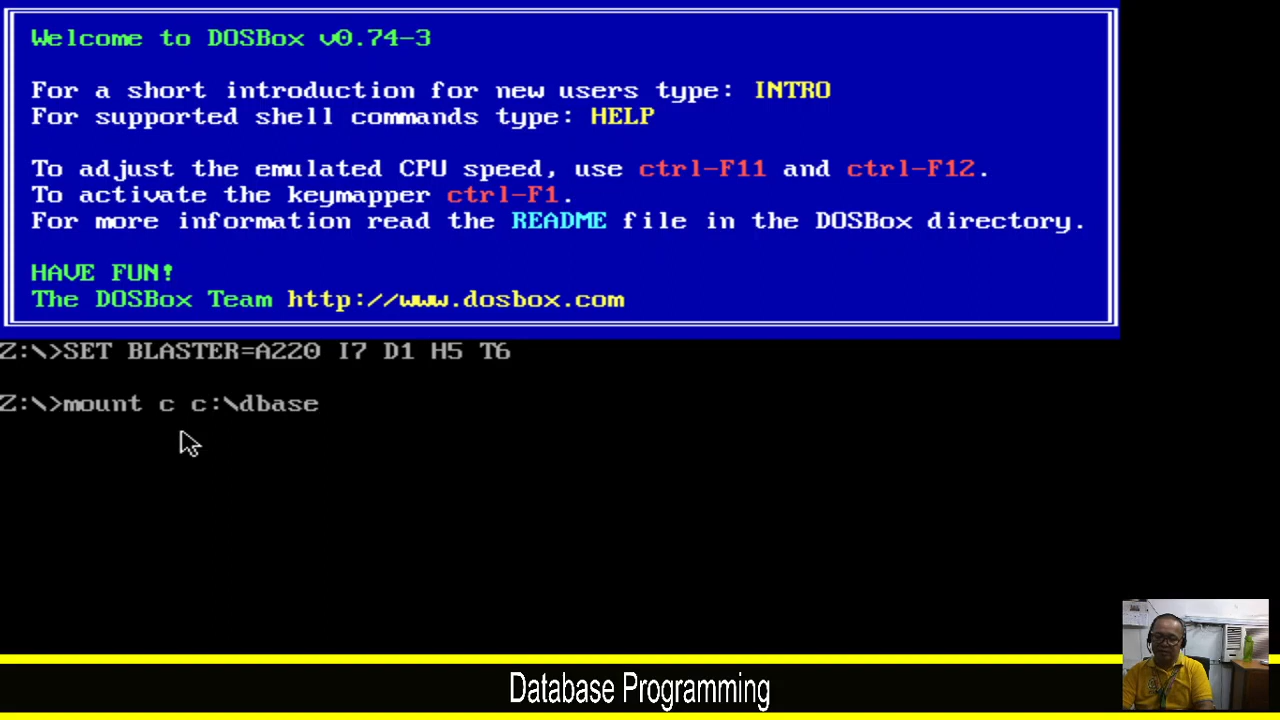 Welcome to DOSBox v0.74-3
For a short introduction for new users type: INTRO
For supported shell commands type: HELP
To adjust the emulated CPU speed, use ctrl-F11 and ctrl-F12.
To activate the keymapper ctrl-F1.
For more information read the README file in the DOSBox directory.
HAVE FUN!
The DOSBox Team http://www.dosbox.com
Z:\>SET BLASTER=A220 I7 D1 H5 T6
Z:\>mount c c:\dbase
Database Programming